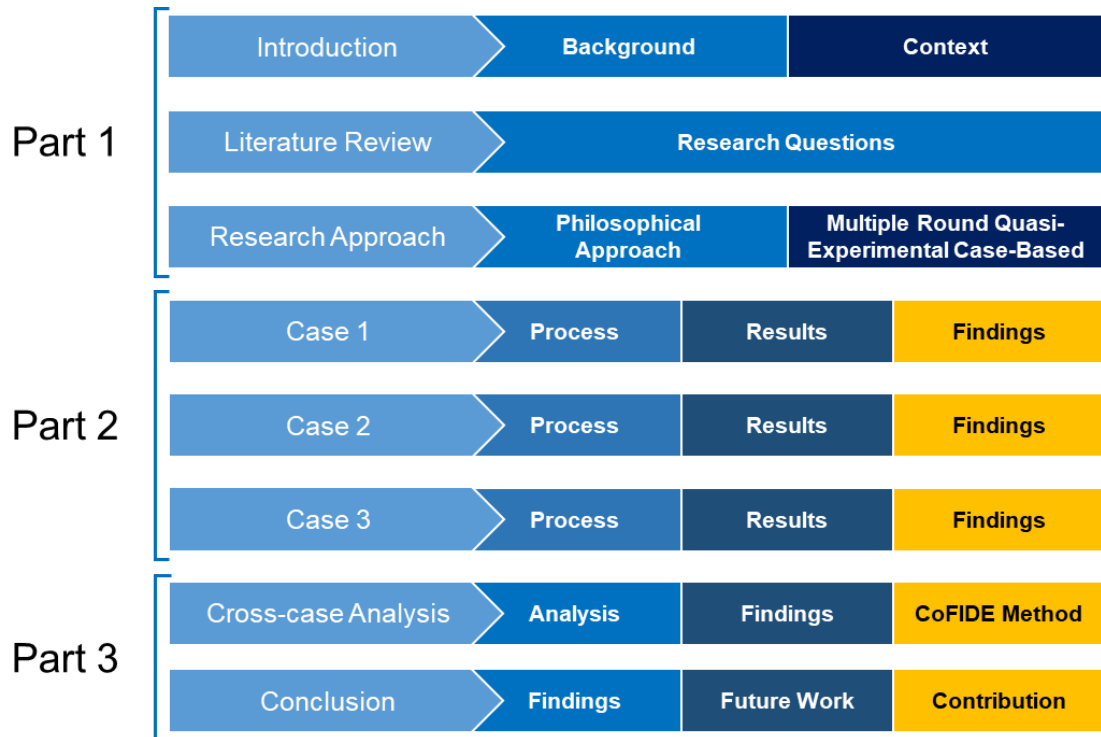 Part 1
Introduction
Background
Context
Literature Review
Research Questions
Research Approach
Philosophical
Approach
Multiple Round Quasi-
Experimental Case-Based
Part 2
Case 1
Process
Results
Findings
Case 2
Process
Results
Findings
Case 3
Process
Results
Findings
Part 3
Cross-case Analysis
Analysis
Findings
CoFIDE Method
Conclusion
Findings
Future Work
Contribution